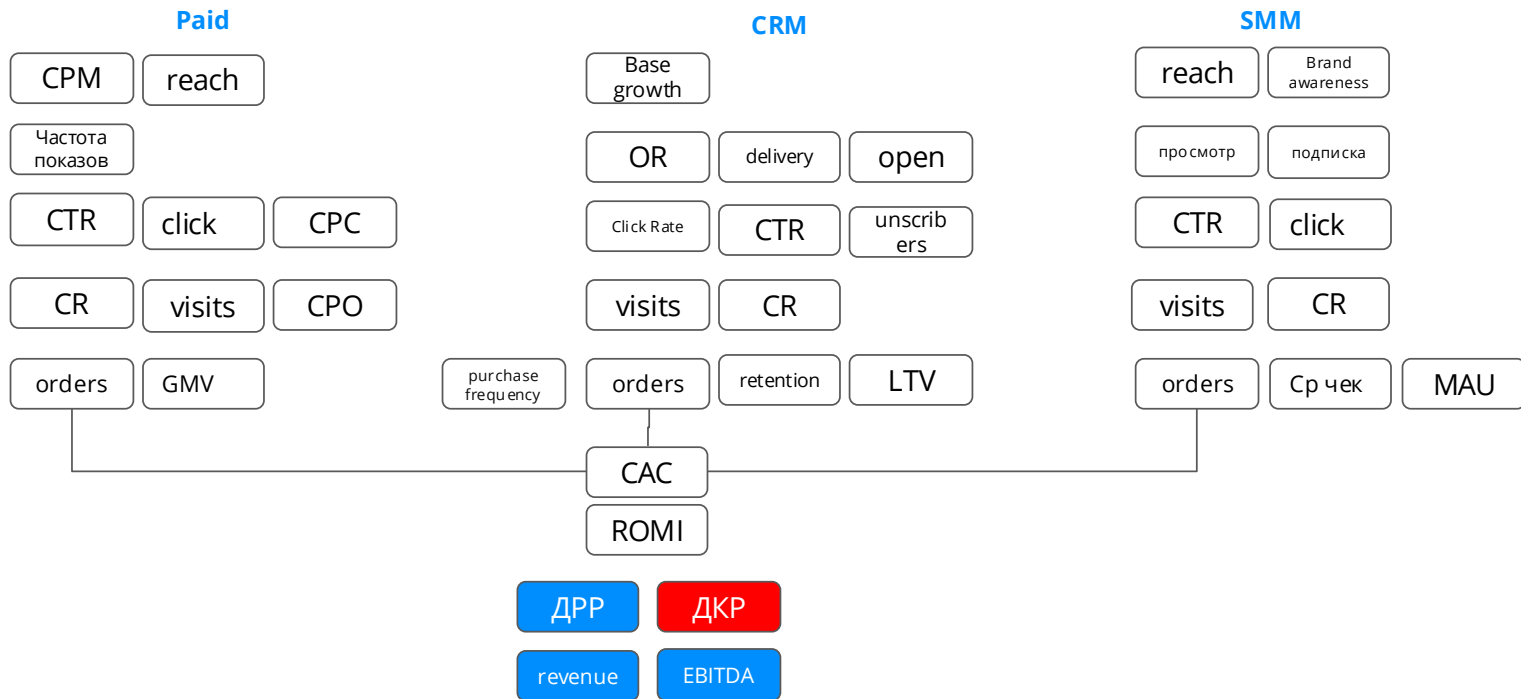 Paid
CRM
SMM
CPM
reach
Base
growth
reach
Brand
awareness
Частота
показов
OR
delivery
open
просмотр
подписка
CTR
click
CPC
Click Rate
CTR
unscrib
ers
CTR
click
CR
visits
CPO
visits
CR
visits
CR
orders
GMV
purchase
frequency
orders
retention
LTV
orders
Ср чек
MAU
CAC
ROMI
ДРР
ДКР
revenue
EBITDA